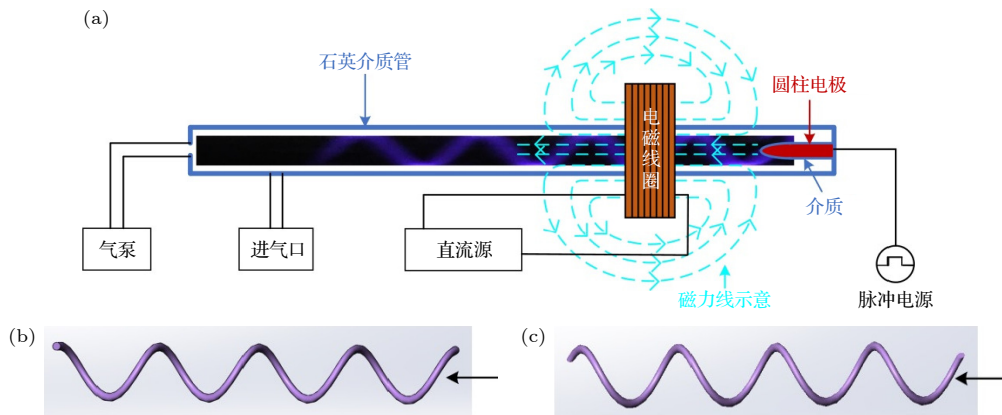 (a)
石英介质管
圆柱电极
电磁线圈
介质
气泵
进气口
直流源
磁力线示意
脉冲电源
(b)
(c)